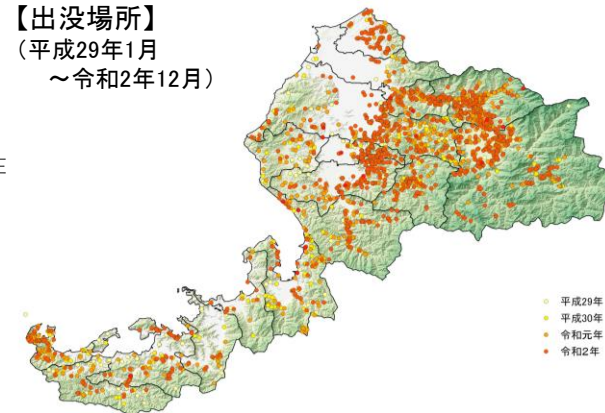 【出没場所】
（平成29年1月
～令和2年12月）
平成29年
平成30年
令和元年
令和2年